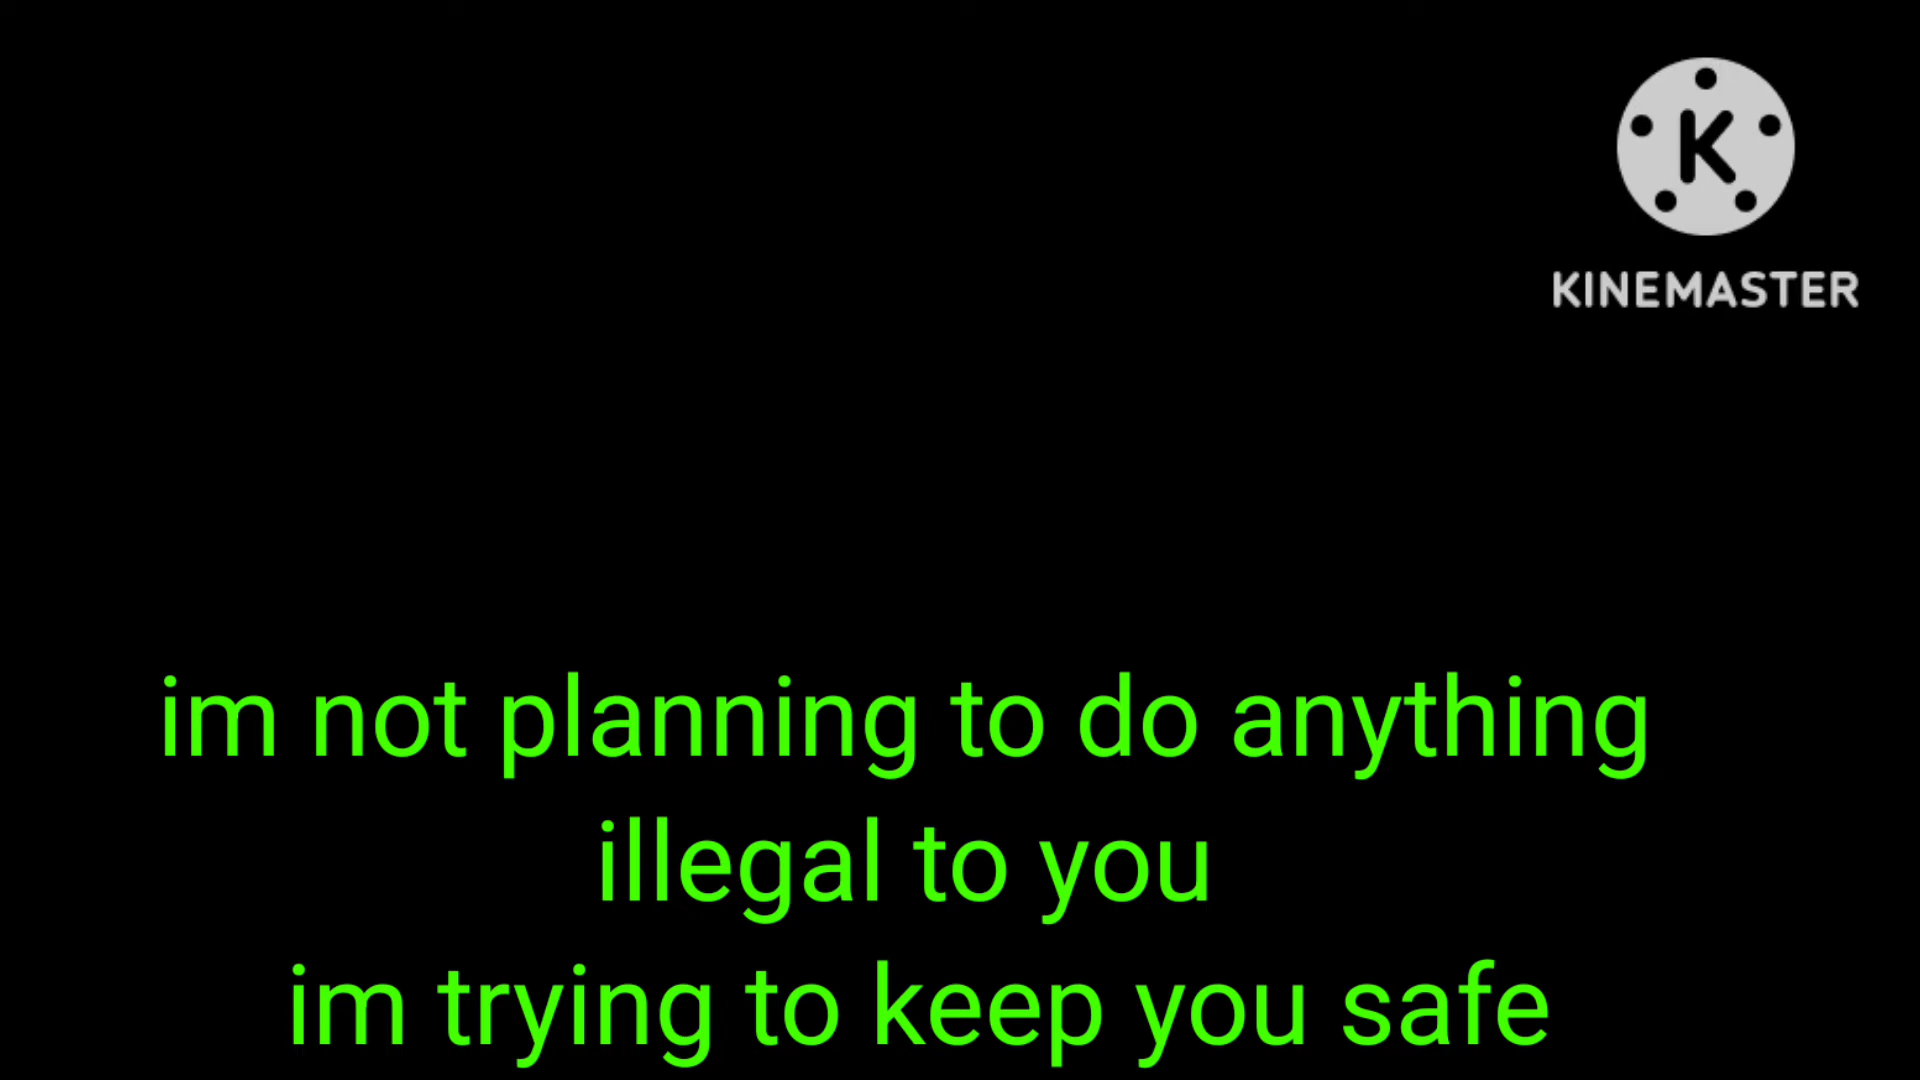 K
KINEMASTER
im not planning to do anything
illegal to you
im trying to keep you safe